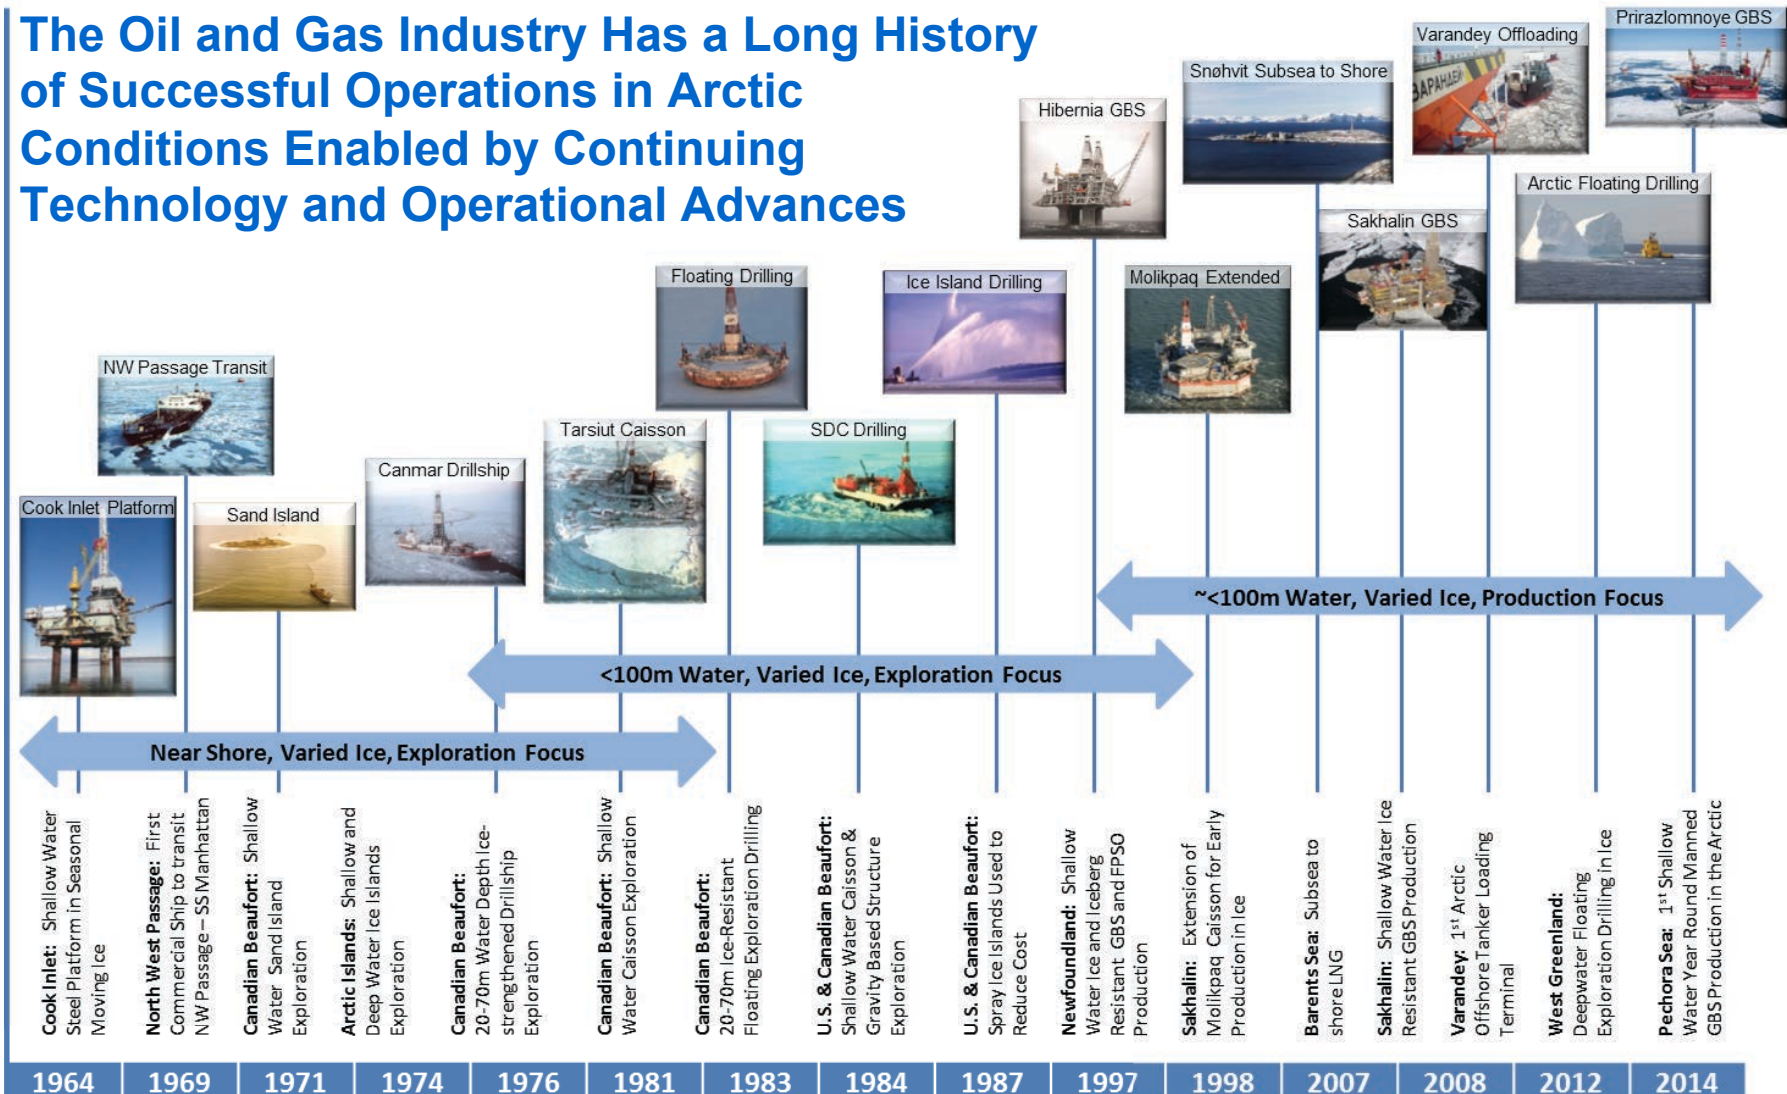 The Oil and Gas Industry Has a Long History
of Successful Operations in Arctic
Conditions Enabled by Continuing
Technology and Operational Advances
Cook Inlet Platform
NW Passage Transit
Sand Island
Canmar Drillship
Tarsiut Caisson
Floating Drilling
SDC Drilling
Ice Island Drilling
Hibernia GBS
Molikpaq Extended
Snøhvit Subsea to Shore
Sakhalin GBS
Varandey Offloading
ВАРАНДЕЙ
Arctic Floating Drilling
Prirazlomnoye GBS
~<100m Water, Varied Ice, Production Focus
<100m Water, Varied Ice, Exploration Focus
Near Shore, Varied Ice, Exploration Focus
Cook Inlet: Shallow Water
Steel Platform in Seasonal
Moving Ice
North West Passage: First
Commercial Ship to transit
NW Passage – SS Manhattan
Canadian Beaufort: Shallow
Water Sand Island
Exploration
Arctic Islands: Shallow and
Deep Water Ice Islands
Exploration
Canadian Beaufort:
20-70m Water Depth Ice-
strengthened Drillship
Exploration
Canadian Beaufort: Shallow
Water Caisson Exploration
Canadian Beaufort:
20-70m Ice-Resistant
Floating Exploration Drilling
U.S. & Canadian Beaufort:
Shallow Water Caisson &
Gravity Based Structure
Exploration
U.S. & Canadian Beaufort:
Spray Ice Islands Used to
Reduce Cost
Newfoundland: Shallow
Water Ice and Iceberg
Resistant GBS and FPSO
Production
Sakhalin: Extension of
Molikpaq Caisson for Early
Production in Ice
Barents Sea: Subsea to
shore LNG
Sakhalin: Shallow Water Ice
Resistant GBS Production
Varandey: 1st Arctic
Offshore Tanker Loading
Terminal
West Greenland:
Deepwater Floating
Exploration Drilling in Ice
Pechora Sea: 1st Shallow
Water Year Round Manned
GBS Production in the Arctic
1964 1969 1971 1974 1976 1981 1983 1984 1987 1997 1998 2007 2008 2012 2014